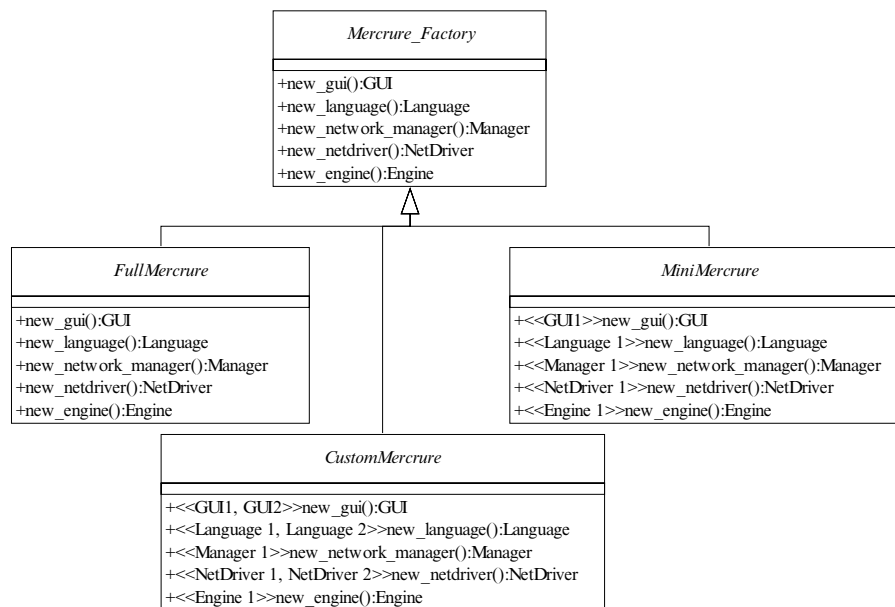 Mercrure_Factory
+new_gui():GUI
+new_language():Language
+new_network_manager():Manager
+new_netdriver():NetDriver
+new_engine():Engine
FullMercrure
+new_gui():GUI
+new_language():Language
+new_network_manager():Manager
+new_netdriver():NetDriver
+new_engine():Engine
MiniMercrure
+<<GUI1>>new_gui():GUI
+<<Language 1>>new_language():Language
+<<Manager 1>>new_network_manager():Manager
+<<NetDriver 1>>new_netdriver():NetDriver
+<<Engine 1>>new_engine():Engine
CustomMercrure
+<<GUI1, GUI2>>new_gui():GUI
+<<Language 1, Language 2>>new_language():Language
+<<Manager 1>>new_network_manager():Manager
+<<NetDriver 1, NetDriver 2>>new_netdriver():NetDriver
+<<Engine 1>>new_engine():Engine